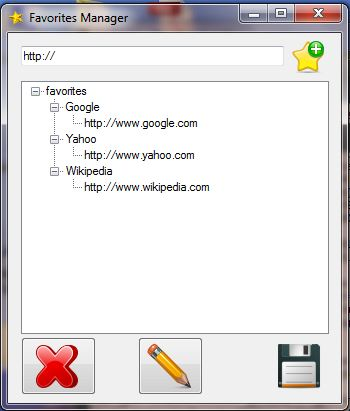 Favorites Manager
http://
favorites
Google
http://www.google.com
Yahoo
http://www.yahoo.com
Wikipedia
http://www.wikipedia.com